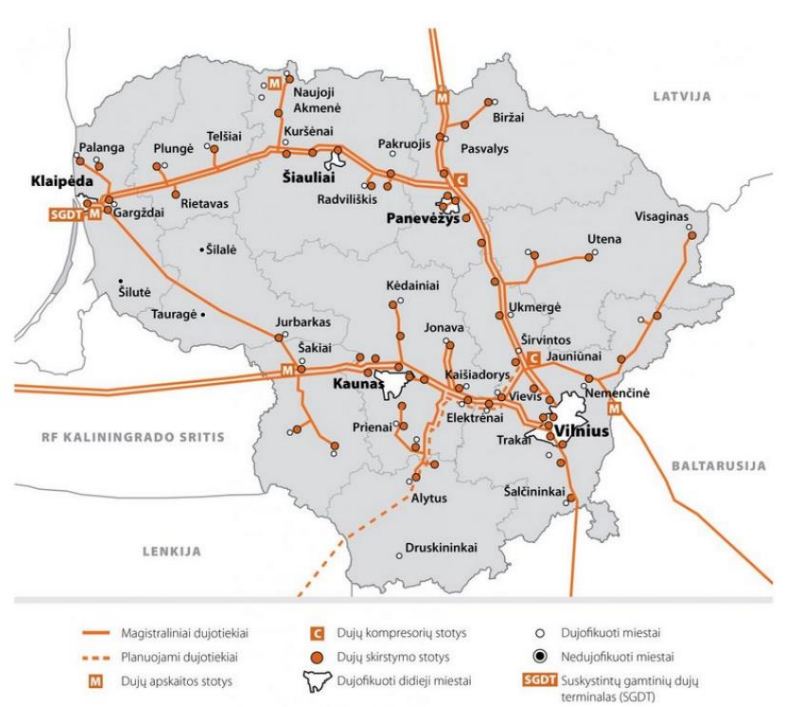 LATVIJA
M
Naujoji
Akmenė
M
Biržai
Kuršėnai
Telšiai
Pakruojis
Pasvalys
Palanga
Plungė
Klaipėda
Šiauliai
C
Radviliškis
Rietavas
SGDT M Gargždai
Panevėžys
Visaginas
Utena
Šilalė
Kėdainiai
Šilutė
Tauragė
Ukmergė
Jurbarkas
Jonava
Širvintos
Šakiai
C Jauniūnai
M
Kaunas
Kaišiadorys
Vievis
Nemenčinė
M
Elektrėnai
Prienai
Trakai
Vilnius
RF KALININGRADO SRITIS
BALTARUSIJA
Alytus
Šalčininkai
LENKIJA
Druskininkai
Magistraliniai dujotiekiai
C Dujų kompresorių stotys
Dujofikuoti miestai
Planuojami dujotiekiai
Dujų skirstymo stotys
Nedujofikuoti miestai
M Dujų apskaitos stotys
Dujofikuoti didieji miestai
SGDT Suskystintų gamtinių dujų
terminalas (SGDT)